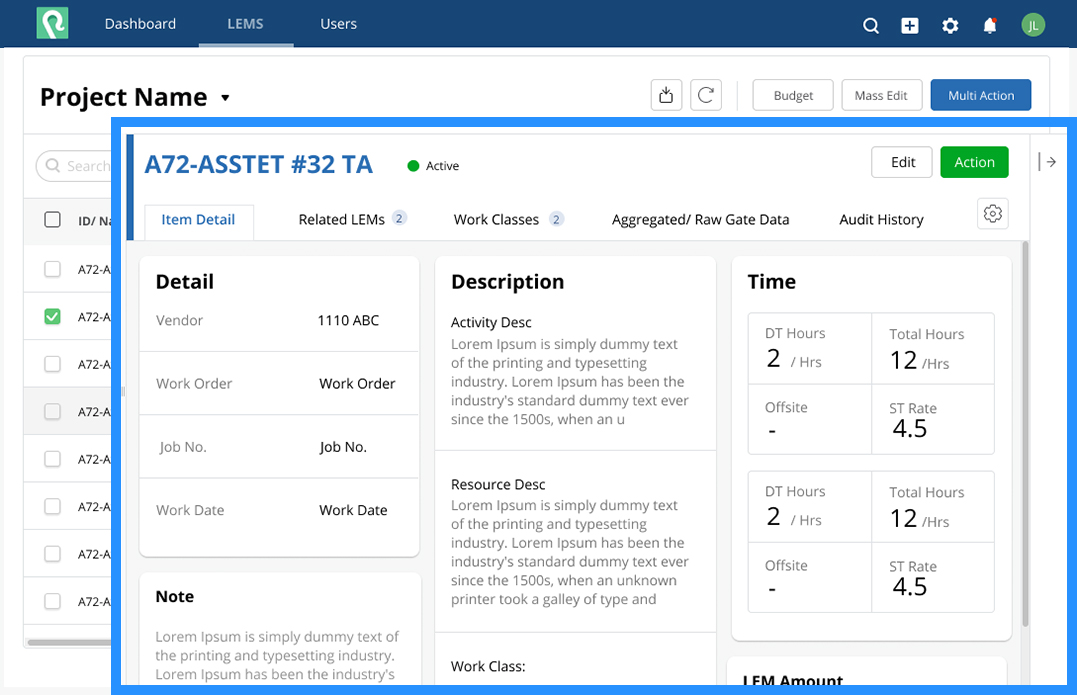 Dashboard
LEMS
Users
JL
Project Name
Budget
Mass Edit
Multi Action
Search
ID/ Na
A72-A
A72-A
A72-A
A72-A
A72-A
A72-A
A72-A
A72-A
A72-ASSTET #32 TA
Active
Edit
Action
Item Detail
Related LEMs 2
Work Classes 2
Aggregated/ Raw Gate Data
Audit History
Detail
Vendor 1110 ABC
Work Order Work Order
Job No. Job No.
Work Date Work Date
Note
Lorem Ipsum is simply dummy text of
the printing and typesetting industry.
Lorem Ipsum has been the industry's
Description
Activity Desc
Lorem Ipsum is simply dummy text
of the printing and typesetting
industry. Lorem Ipsum has been the
industry's standard dummy text ever
since the 1500s, when an u
Resource Desc
Lorem Ipsum is simply dummy text
of the printing and typesetting
industry. Lorem Ipsum has been the
industry's standard dummy text ever
since the 1500s, when an unknown
printer took a galley of type and
Work Class:
Time
DT Hours
2 / Hrs
Total Hours
12 /Hrs
Offsite
-
ST Rate
4.5
DT Hours
2 / Hrs
Total Hours
12 /Hrs
Offsite
-
ST Rate
4.5
LEM Amount